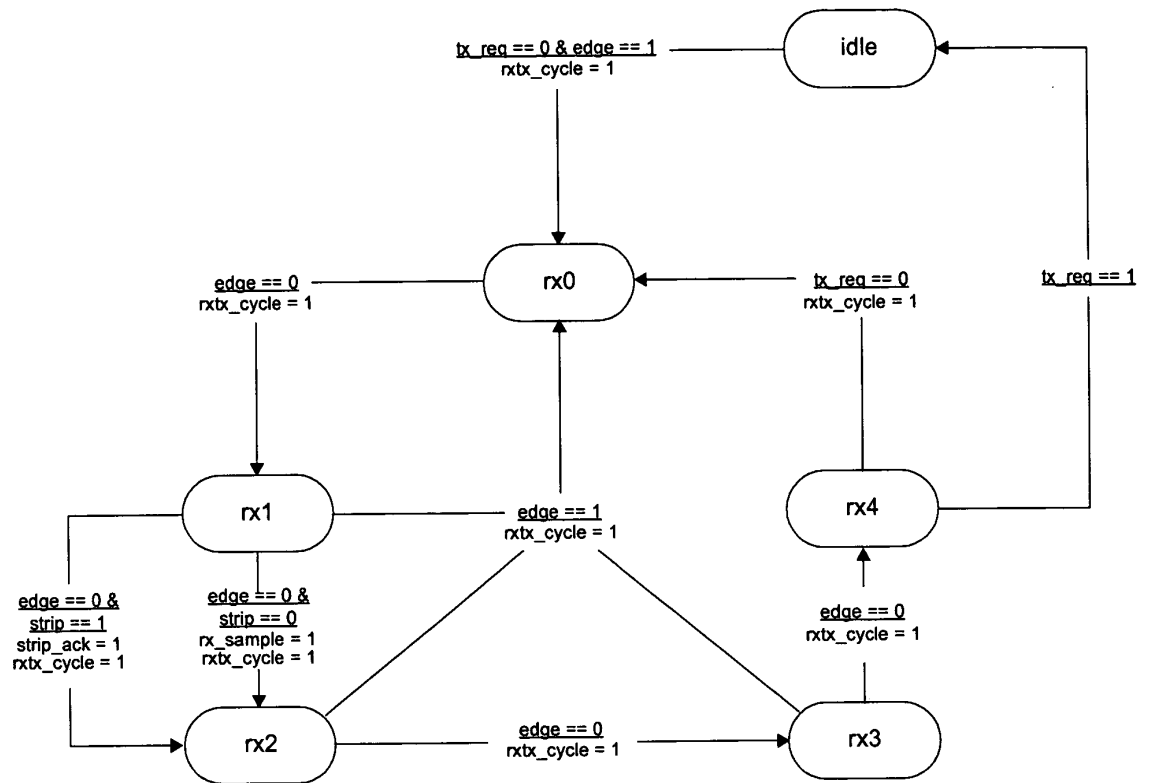 tx_req == 0 & edge == 1
rxtx_cycle = 1
idle
edge == 0
rxtx_cycle = 1
rx0
tx_req == 0
rxtx_cycle = 1
tx_req == 1
rx1
edge == 1
rxtx_cycle = 1
rx4
edge == 0 &
strip == 1
strip_ack = 1
rxtx_cycle = 1
edge == 0 &
strip == 0
rx_sample = 1
rxtx_cycle = 1
edge == 0
rxtx_cycle = 1
rx2
edge == 0
rxtx_cycle = 1
rx3